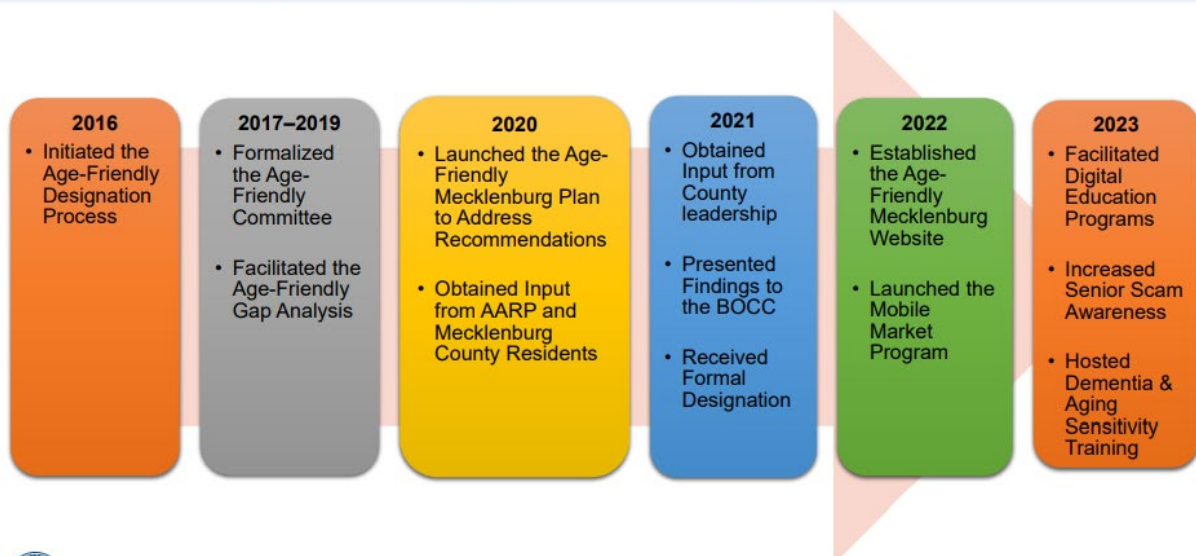 2016
• Initiated the
Age-Friendly
Designation
Process
2017–2019
• Formalized
the Age-
Friendly
Committee
• Facilitated the
Age-Friendly
Gap Analysis
2020
• Launched the Age-
Friendly
Mecklenburg Plan
to Address
Recommendations
• Obtained Input
from AARP and
Mecklenburg
County Residents
2021
• Obtained
Input from
County
leadership
• Presented
Findings to
the BOCC
• Received
Formal
Designation
2022
• Established
the Age-
Friendly
Mecklenburg
Website
• Launched the
Mobile
Market
Program
2023
• Facilitated
Digital
Education
Programs
• Increased
Senior Scam
Awareness
• Hosted
Dementia &
Aging
Sensitivity
Training